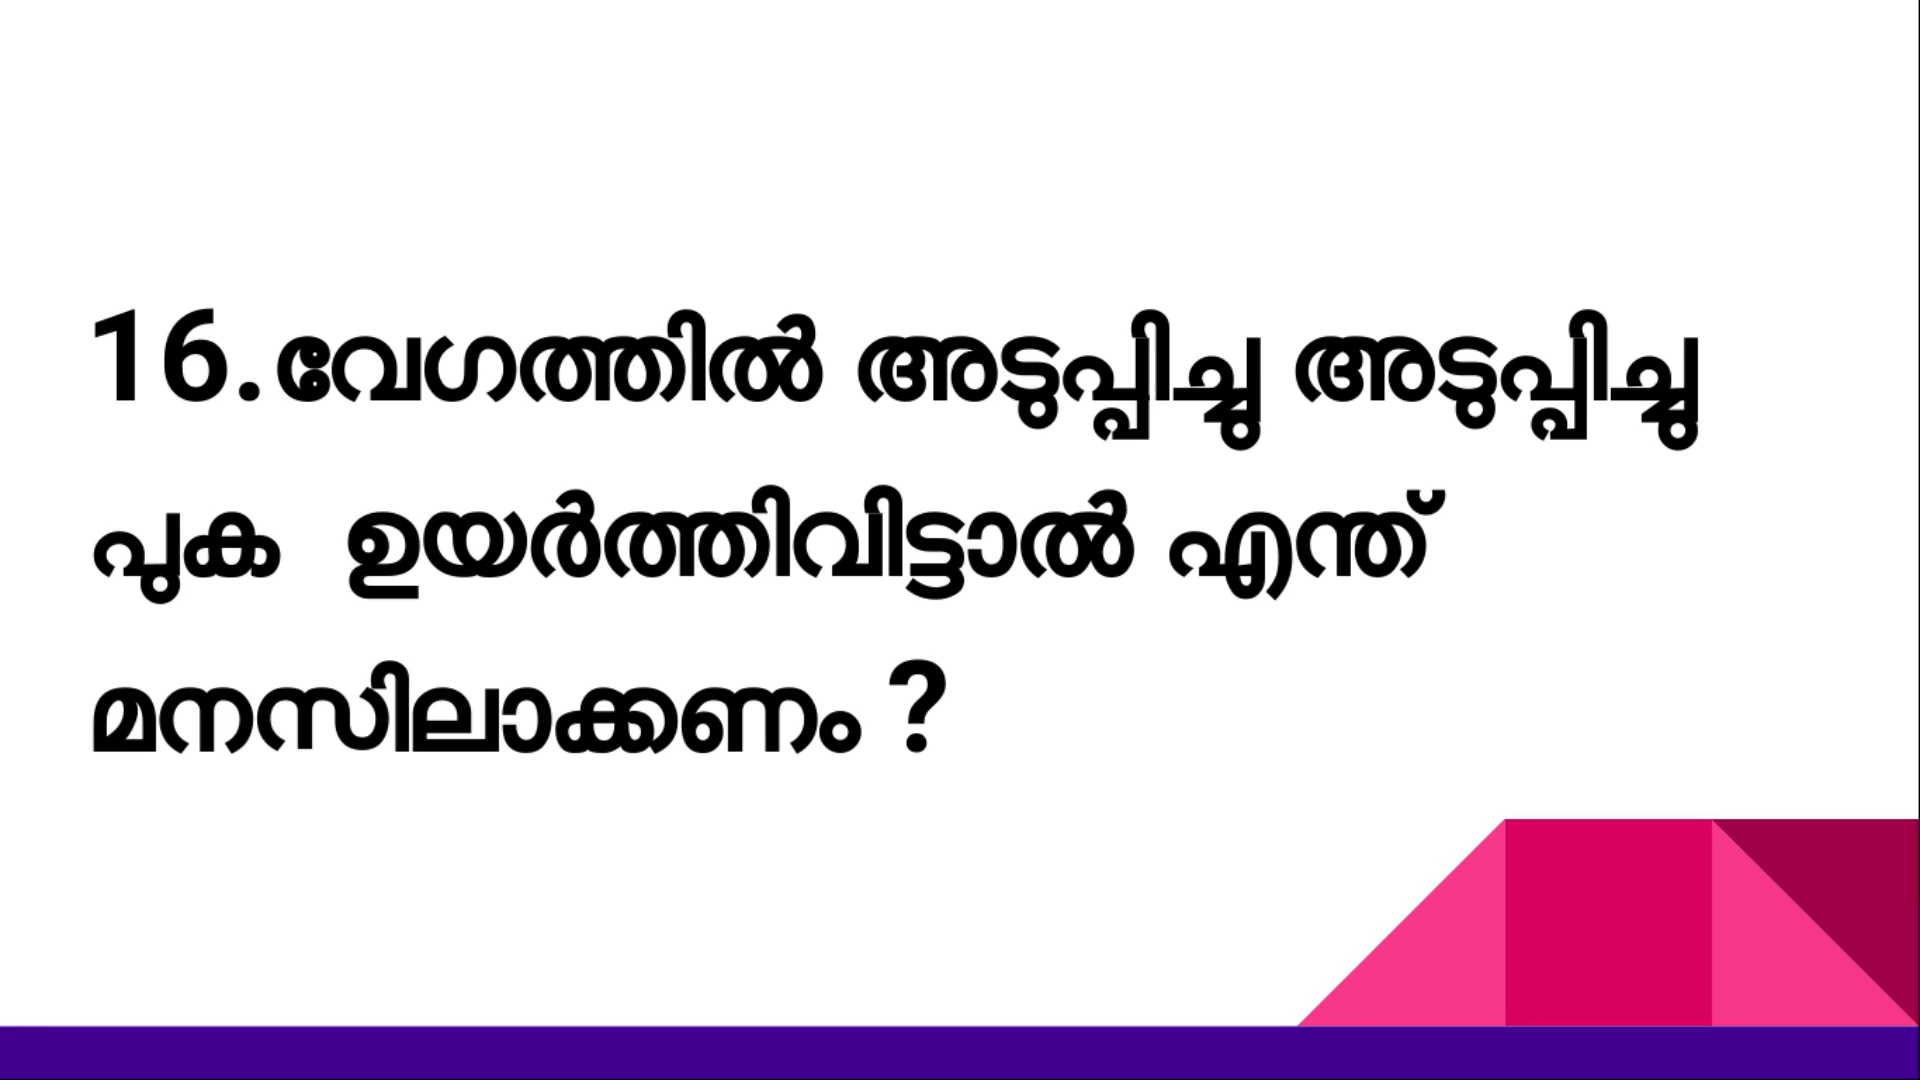 16.വേഗത്തിൽ അടുപ്പിച്ചു അടുപ്പിച്ചു
പുക ഉയർത്തിവിട്ടാൽ എന്ത്
മനസിലാക്കണം ?